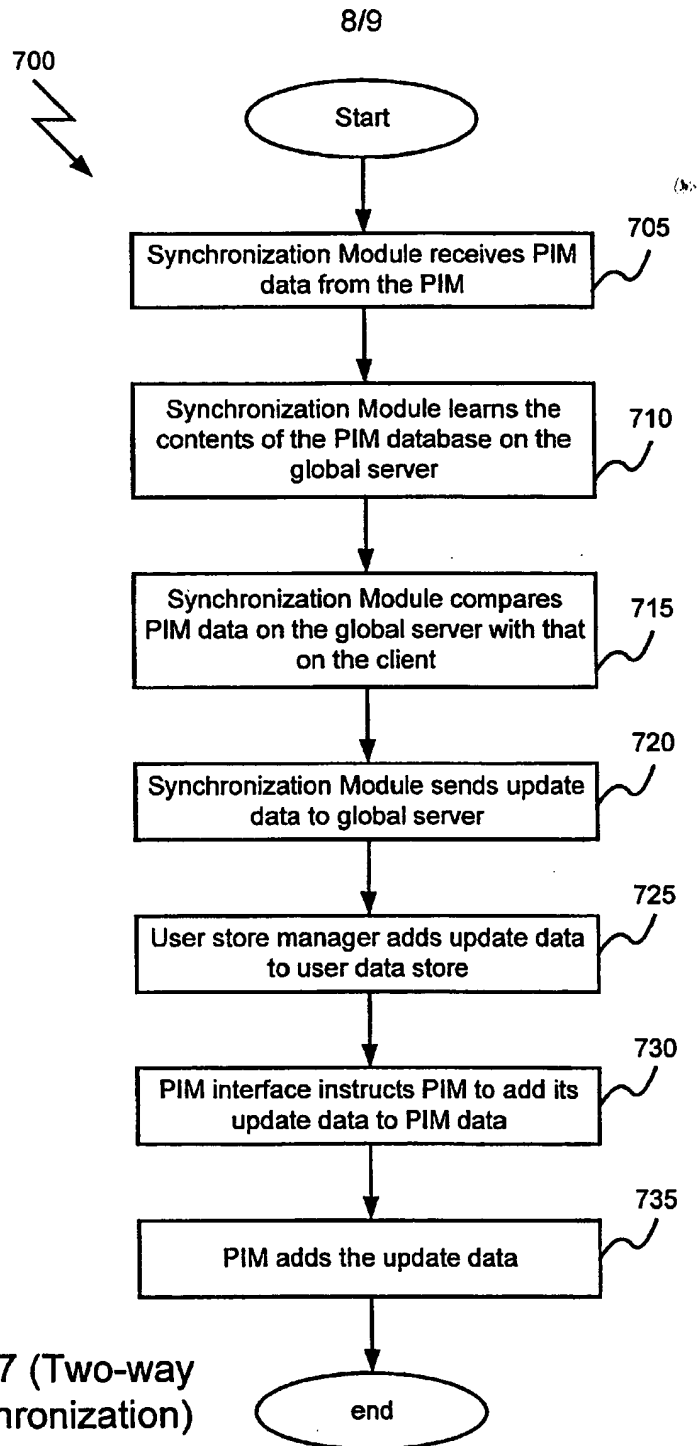 8/9
700
Start
705
Synchronization Module receives PIM
data from the PIM
710
Synchronization Module learns the
contents of the PIM database on the
global server
715
Synchronization Module compares
PIM data on the global server with that
on the client
720
Synchronization Module sends update
data to global server
725
User store manager adds update data
to user data store
730
PIM interface instructs PIM to add its
update data to PIM data
735
PIM adds the update data
7 (Two-way
hronization)
end